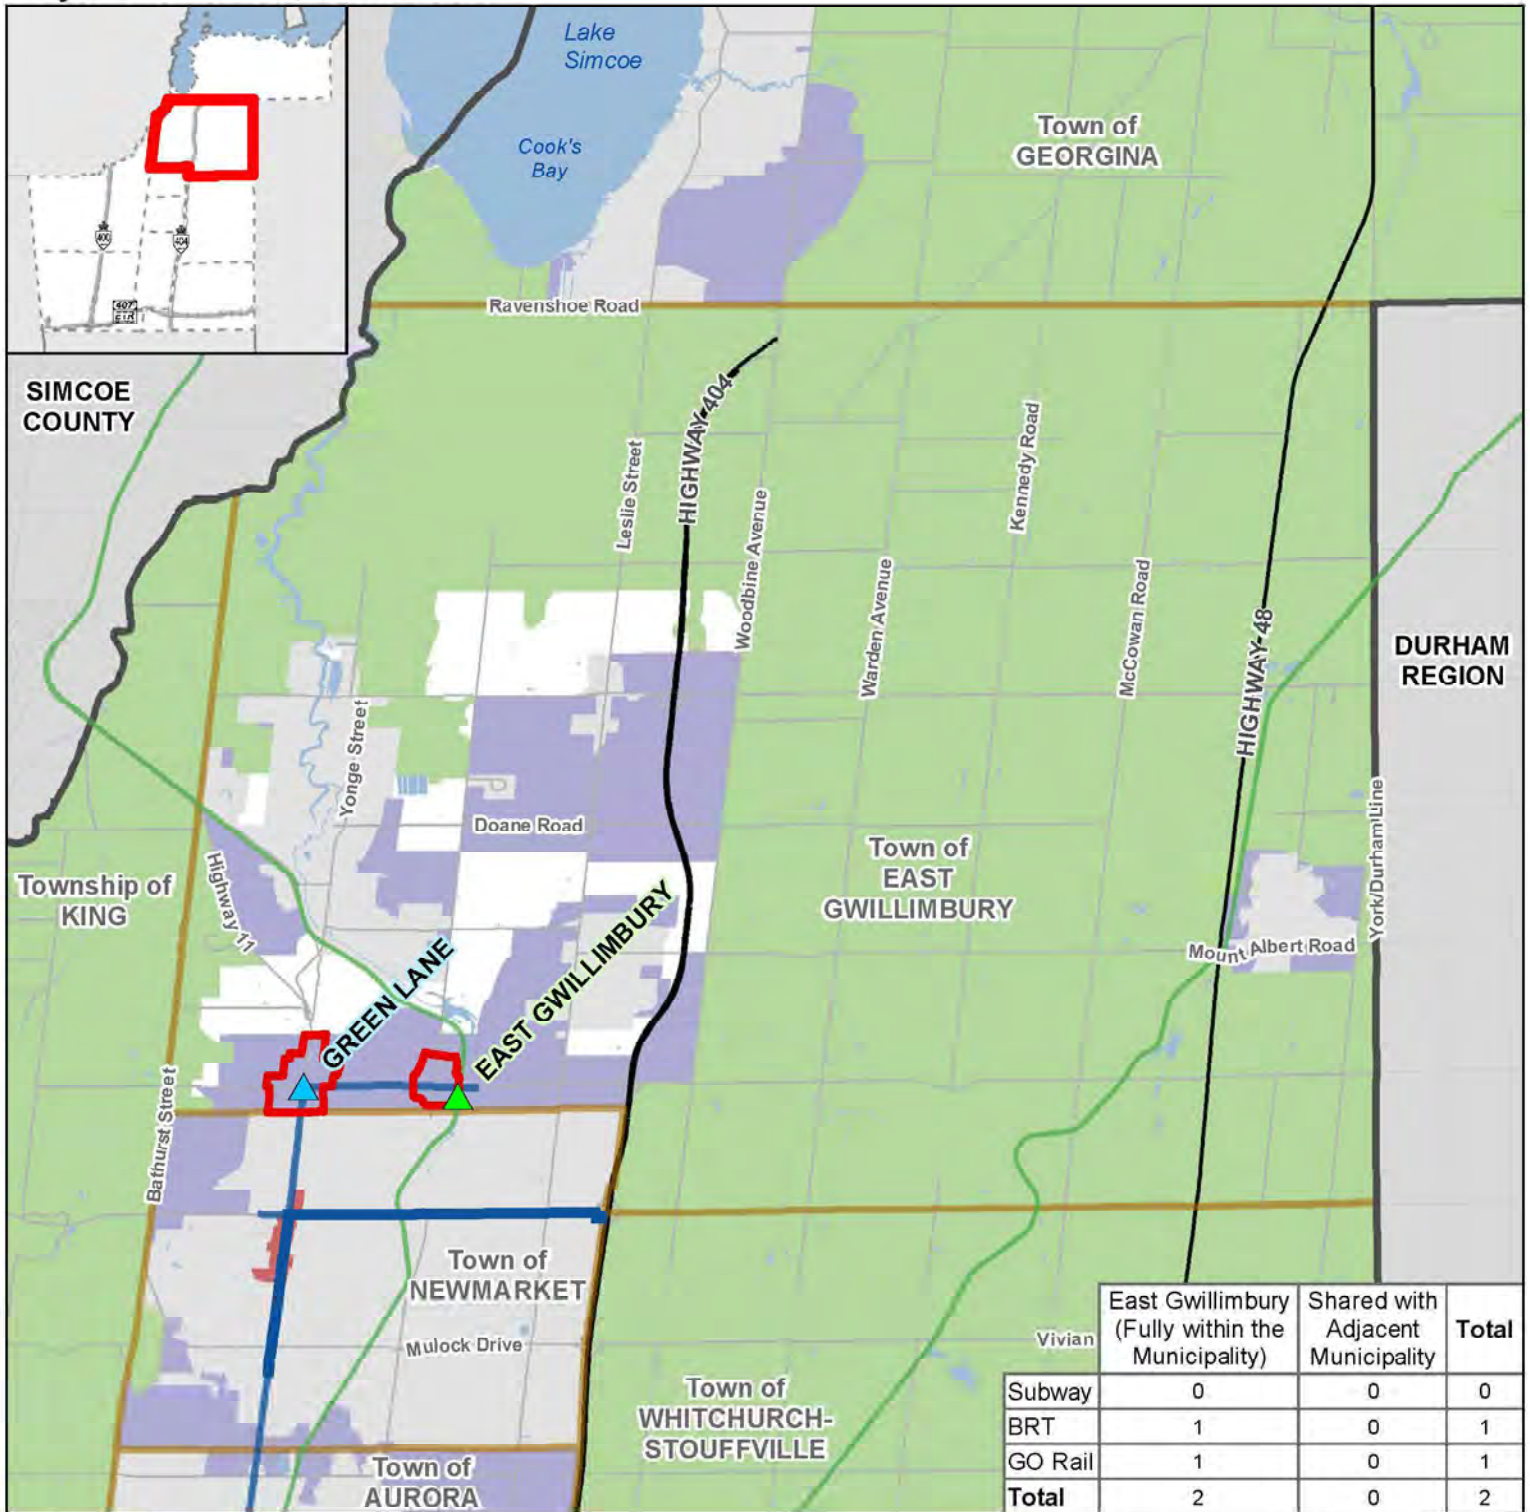 Lake
Simcoe
Cook's
Bay
Town of
GEORGINA
400
404
407
ETR
Ravenshoe Road
SIMCOE
COUNTY
HIGHWAY 404
Leslie Street
Woodbine Avenue
Kennedy Road
Warden Avenue
McCowan Road
HIGHWAY 48
DURHAM
REGION
Yonge Street
Doane Road
York/Durham Line
Town of
EAST
GWILLIMBURY
Township of
KING
Highway 11
Mount Albert Road
GREEN LANE
EAST GWILLIMBURY
Bathurst Street
Town of
NEWMARKET
Mulock Drive
Vivian
Town of
WHITCHURCH-
STOUFFVILLE
Town of
AURORA
East Gwillimbury (Fully within the Municipality) Shared with Adjacent Municipality Total
Subway 0 0 0
BRT 1 0 1
GO Rail 1 0 1
Total 2 0 2